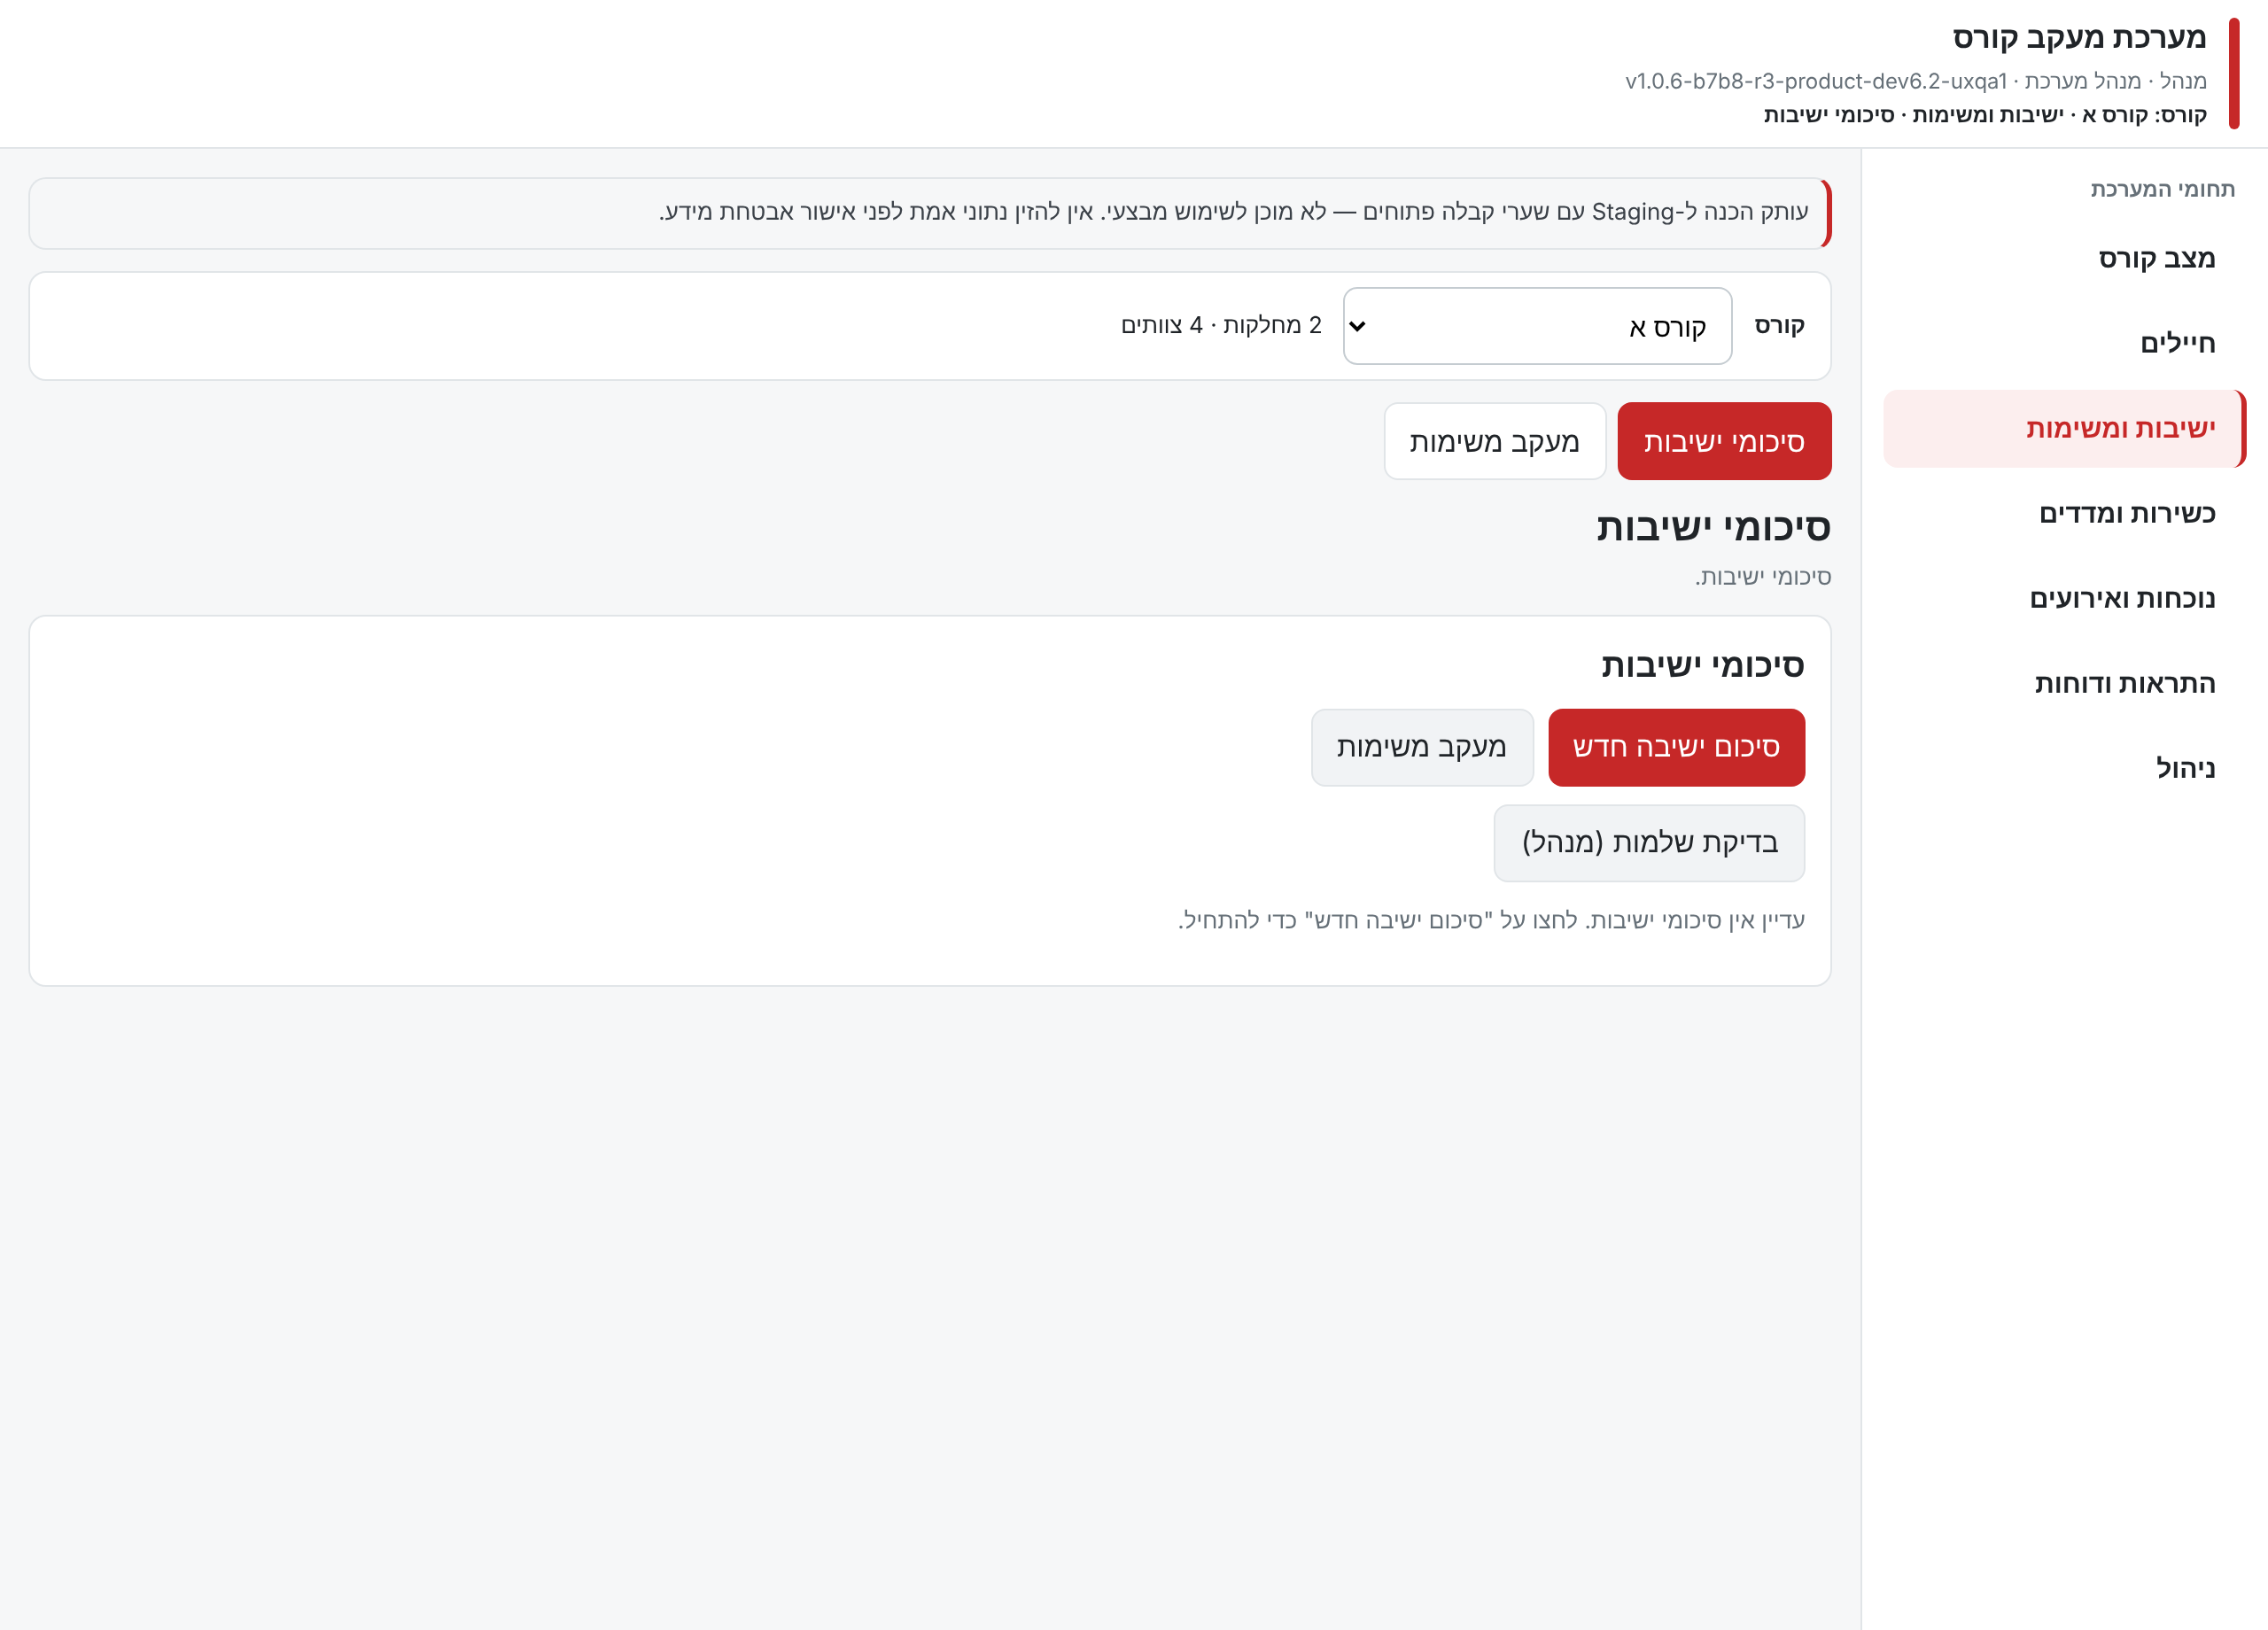 מערכת מעקב קורס
מנהל · מנהל מערכת · v1.0.6-b7b8-r3-product-dev6.2-uxqa1
קורס: קורס א · ישיבות ומשימות · סיכומי ישיבות
תחומי המערכת
מצב קורס
חיילים
ישיבות ומשימות
כשירות ומדדים
נוכחות ואירועים
התראות ודוחות
ניהול
עותק הכנה ל-Staging עם שערי קבלה פתוחים — לא מוכן לשימוש מבצעי. אין להזין נתוני אמת לפני אישור אבטחת מידע.
קורס קורס א 2 מחלקות · 4 צוותים
סיכומי ישיבות מעקב משימות
סיכומי ישיבות
סיכומי ישיבות.
סיכומי ישיבות
סיכום ישיבה חדש מעקב משימות
בדיקת שלמות (מנהל)
עדיין אין סיכומי ישיבות. לחצו על "סיכום ישיבה חדש" כדי להתחיל.